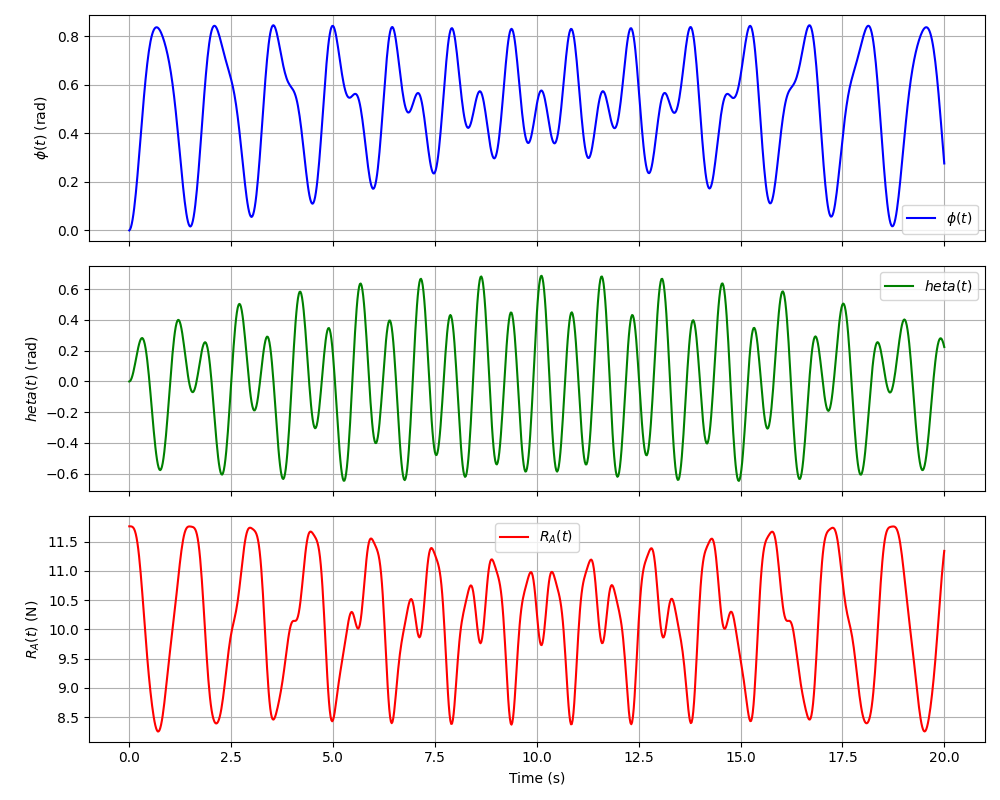 0.8
0.6
0.4
0.2
0.0
ϕ(t) (rad)
ϕ(t)
0.6
0.4
0.2
0.0
−0.2
−0.4
−0.6
heta(t) (rad)
heta(t)
11.5
11.0
10.5
10.0
9.5
9.0
8.5
R_A(t) (N)
R_A(t)
0.0 2.5 5.0 7.5 10.0 12.5 15.0 17.5 20.0
Time (s)